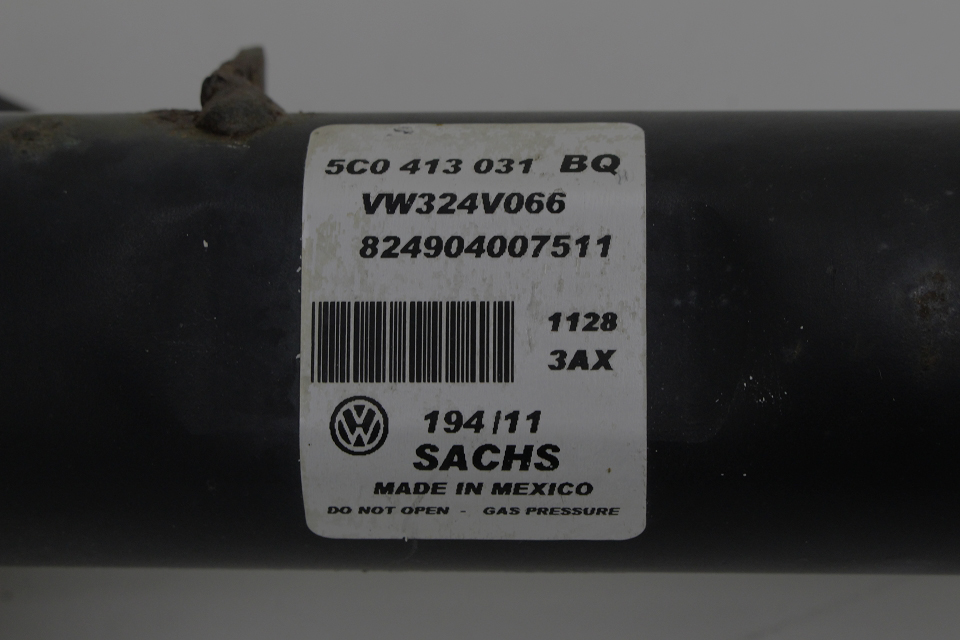 5C0 413 031 BQ
VW324V066
824904007511
1128
3AX
VW
194/11
SACHS
MADE IN MEXICO
DO NOT OPEN - GAS PRESSURE